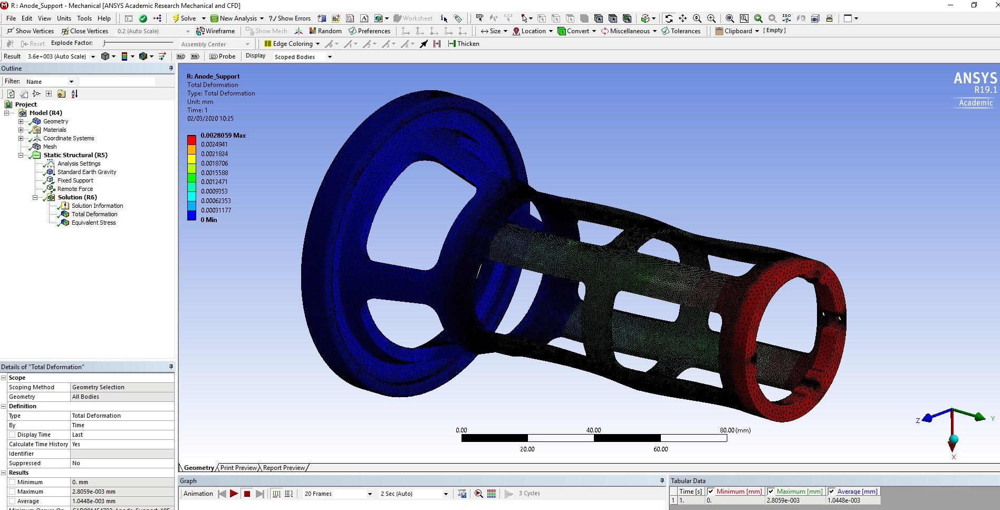 R : Anode_Support - Mechanical [ANSYS Academic Research Mechanical and CFD]
File Edit View Units Tools Help Solve New Analysis ?/ Show Errors Worksheet
Show Vertices Close Vertices 0.2 (Auto Scale) Wireframe Show Mesh Random Preferences Size Location Convert Miscellaneous Tolerances Clipboard [ Empty ]
Reset Explode Factor: Assembly Center Edge Coloring Thicken
Result 3.6e+003 (Auto Scale) MAX MIN Probe Display Scoped Bodies
Outline
Filter: Name
Project
Model (R4)
Geometry
Materials
Coordinate Systems
Mesh
Static Structural (R5)
Analysis Settings
Standard Earth Gravity
Fixed Support
Remote Force
Solution (R6)
Solution Information
Total Deformation
Equivalent Stress
Details of "Total Deformation"
Scope
Scoping Method Geometry Selection
Geometry All Bodies
Definition
Type Total Deformation
By Time
Display Time Last
Calculate Time History Yes
Identifier
Suppressed No
Results
Minimum 0. mm
Maximum 2.8059e-003 mm
Average 1.0448e-003 mm
R: Anode_Support
Total Deformation
Type: Total Deformation
Unit: mm
Time: 1
02/03/2020 10:25
0.0028059 Max
0.0024941
0.0021824
0.0018706
0.0015588
0.0012471
0.0009353
0.00062353
0.00031177
0 Min
ANSYS
R19.1
Academic
0.00 40.00 80.00 (mm)
20.00 60.00
Z Y
X
Geometry Print Preview Report Preview
Graph
Animation 20 Frames 2 Sec (Auto) 3 Cycles
Tabular Data
Time [s] Minimum [mm] Maximum [mm] Average [mm]
1 1. 0. 2.8059e-003 1.0448e-003